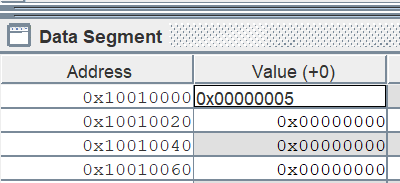 Data Segment
Address Value (+0)
0x10010000 0x00000005
0x10010020 0x00000000
0x10010040 0x00000000
0x10010060 0x00000000